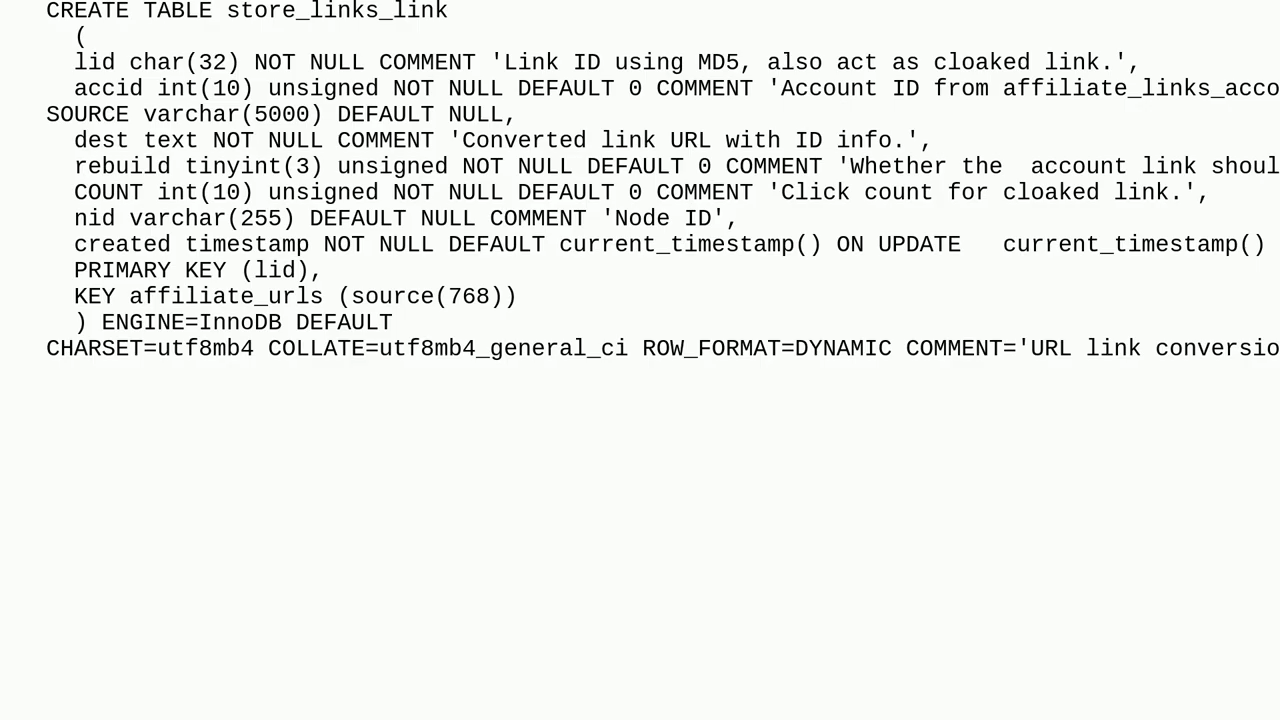 CREATE TABLE store_links_link
(
lid char(32) NOT NULL COMMENT 'Link ID using MD5, also act as cloaked link.',
accid int(10) unsigned NOT NULL DEFAULT 0 COMMENT 'Account ID from affiliate_links_acco
SOURCE varchar(5000) DEFAULT NULL,
dest text NOT NULL COMMENT 'Converted link URL with ID info.',
rebuild tinyint(3) unsigned NOT NULL DEFAULT 0 COMMENT 'Whether the  account link shoul
COUNT int(10) unsigned NOT NULL DEFAULT 0 COMMENT 'Click count for cloaked link.',
nid varchar(255) DEFAULT NULL COMMENT 'Node ID',
created timestamp NOT NULL DEFAULT current_timestamp() ON UPDATE   current_timestamp()
PRIMARY KEY (lid),
KEY affiliate_urls (source(768))
) ENGINE=InnoDB DEFAULT
CHARSET=utf8mb4 COLLATE=utf8mb4_general_ci ROW_FORMAT=DYNAMIC COMMENT='URL link conversio